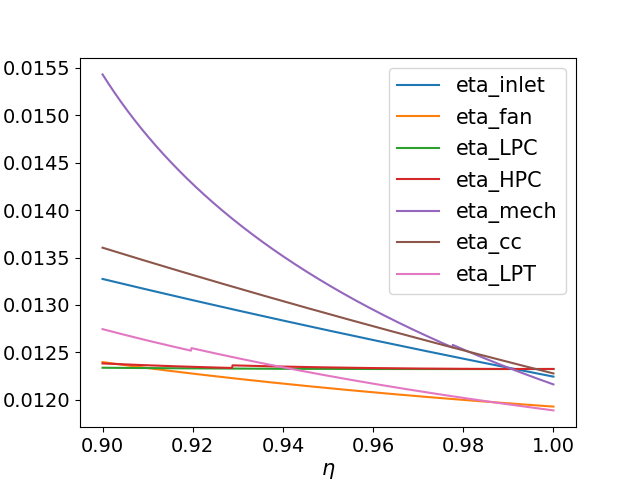 0.0155
0.0150
0.0145
0.0140
0.0135
0.0130
0.0125
0.0120
0.90
0.92
0.94
0.96
0.98
1.00
η
eta_inlet
eta_fan
eta_LPC
eta_HPC
eta_mech
eta_cc
eta_LPT